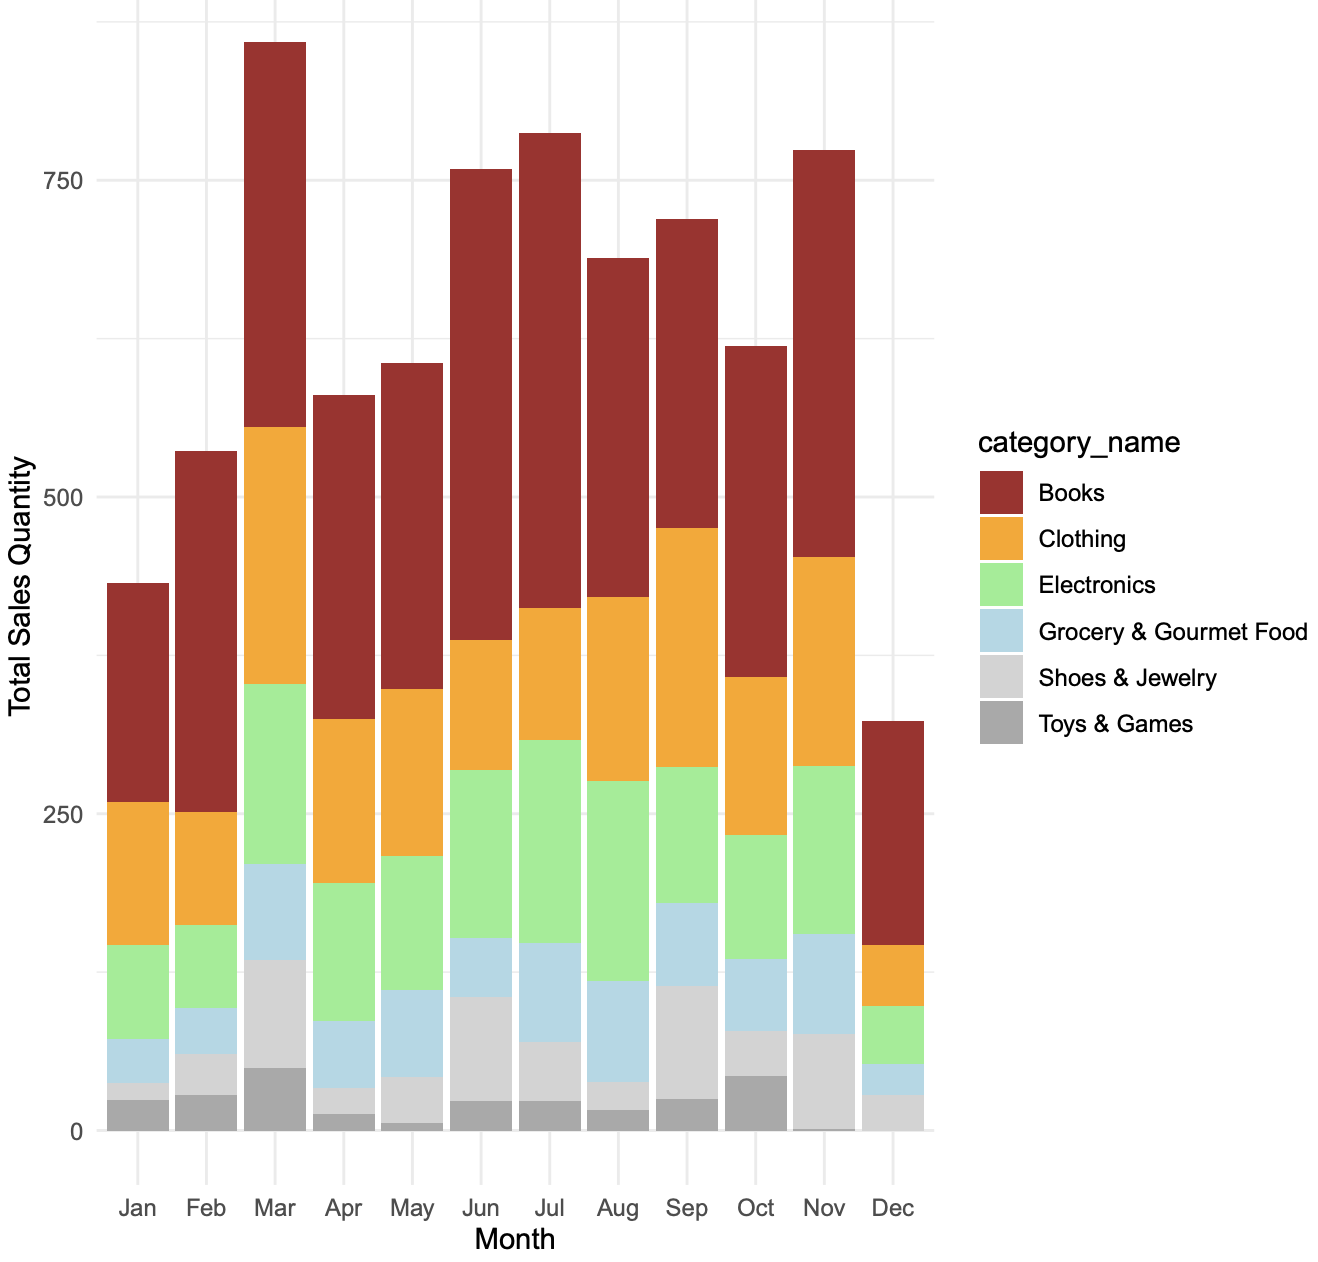 Total Sales Quantity
750
500
250
0
Jan Feb Mar Apr May Jun Jul Aug Sep Oct Nov Dec
Month
category_name
Books
Clothing
Electronics
Grocery & Gourmet Food
Shoes & Jewelry
Toys & Games